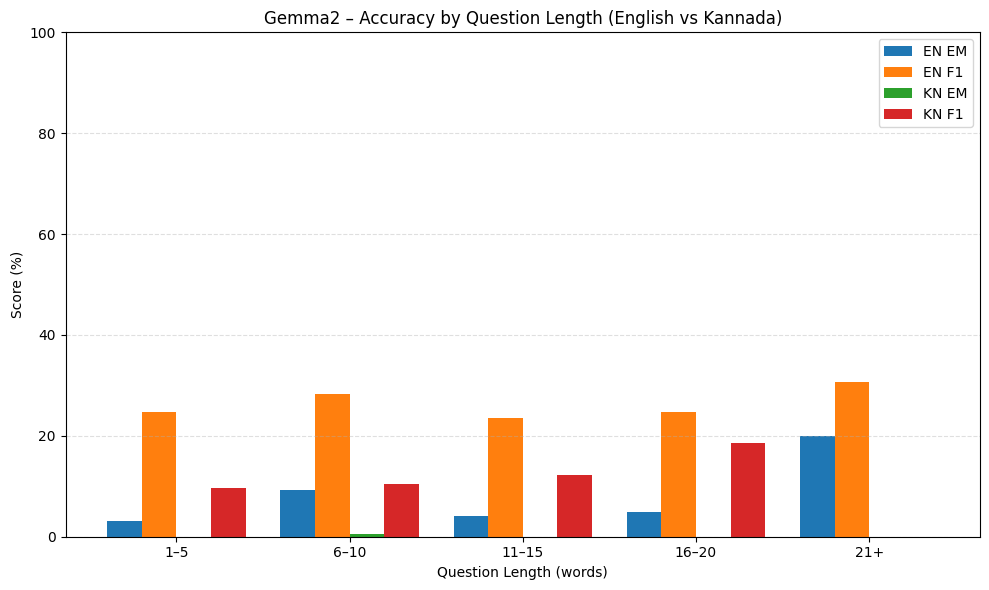 Gemma2 – Accuracy by Question Length (English vs Kannada)
EN EM
EN F1
KN EM
KN F1
Score (%)
100
80
60
40
20
0
1–5 6–10 11–15 16–20 21+
Question Length (words)